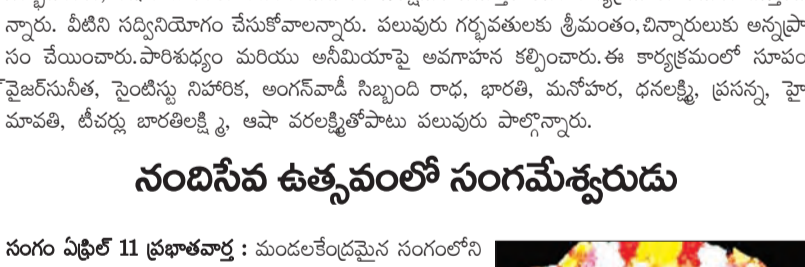 న్నారు. వీటిని సద్వినియోగం చేసుకోవాలన్నారు. పలువురు గర్భవతులకు శ్రీమంతం,చిన్నారులుకు అన్నప్రా
సం చేయించారు.పారిశుధ్యం మరియు అనీమియాపై అవగాహన కల్పించారు.ఈ కార్యక్రమంలో సూపం
వైజర్‌సునీత, సైంటిస్టు నిహారిక, అంగన్‌వాడీ సిబ్బంది రాధ, భారతి, మనోహర, ధనలక్ష్మి, ప్రసన్న, హై
మావతి, టీచర్లు బారతిలక్ష్మి, ఆషా వరలక్ష్మితోపాటు పలువురు పాల్గొన్నారు.
నందిసేవ ఉత్సవంలో సంగమేశ్వరుడు
సంగం ఏప్రిల్ 11 ప్రభాతవార్త : మండలకేంద్రమైన సంగంలోని